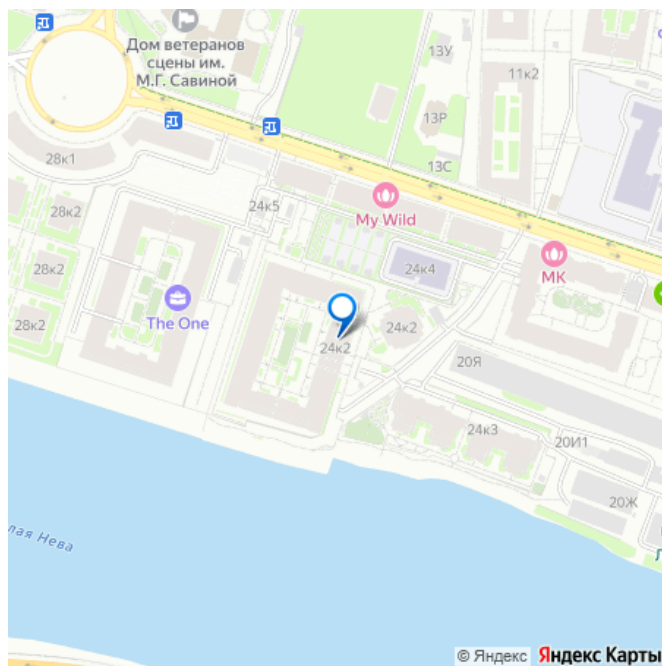 Дом ветеранов
сцены им.
М.Г. Савиной
13У
11к2
13Р
13С
28к1
28к2
24к5
My Wild
24к4
МК
28к2
The One
24к2
28к2
24к2
20Я
24к3
20И1
20Ж
лая Нева
© Яндекс Яндекс Карты